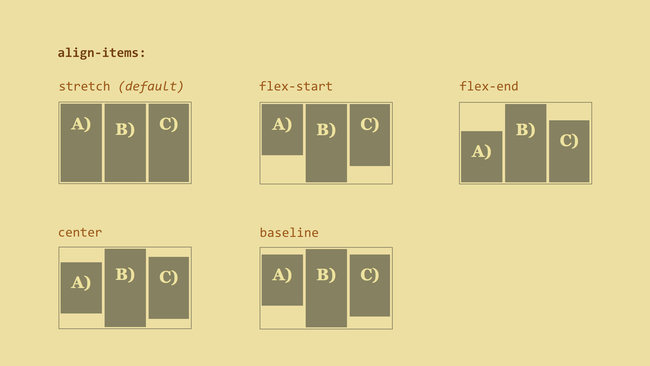 align-items:
stretch (default)
A) B) C)
flex-start
A) B) C)
flex-end
A) B) C)
center
A) B) C)
baseline
A) B) C)